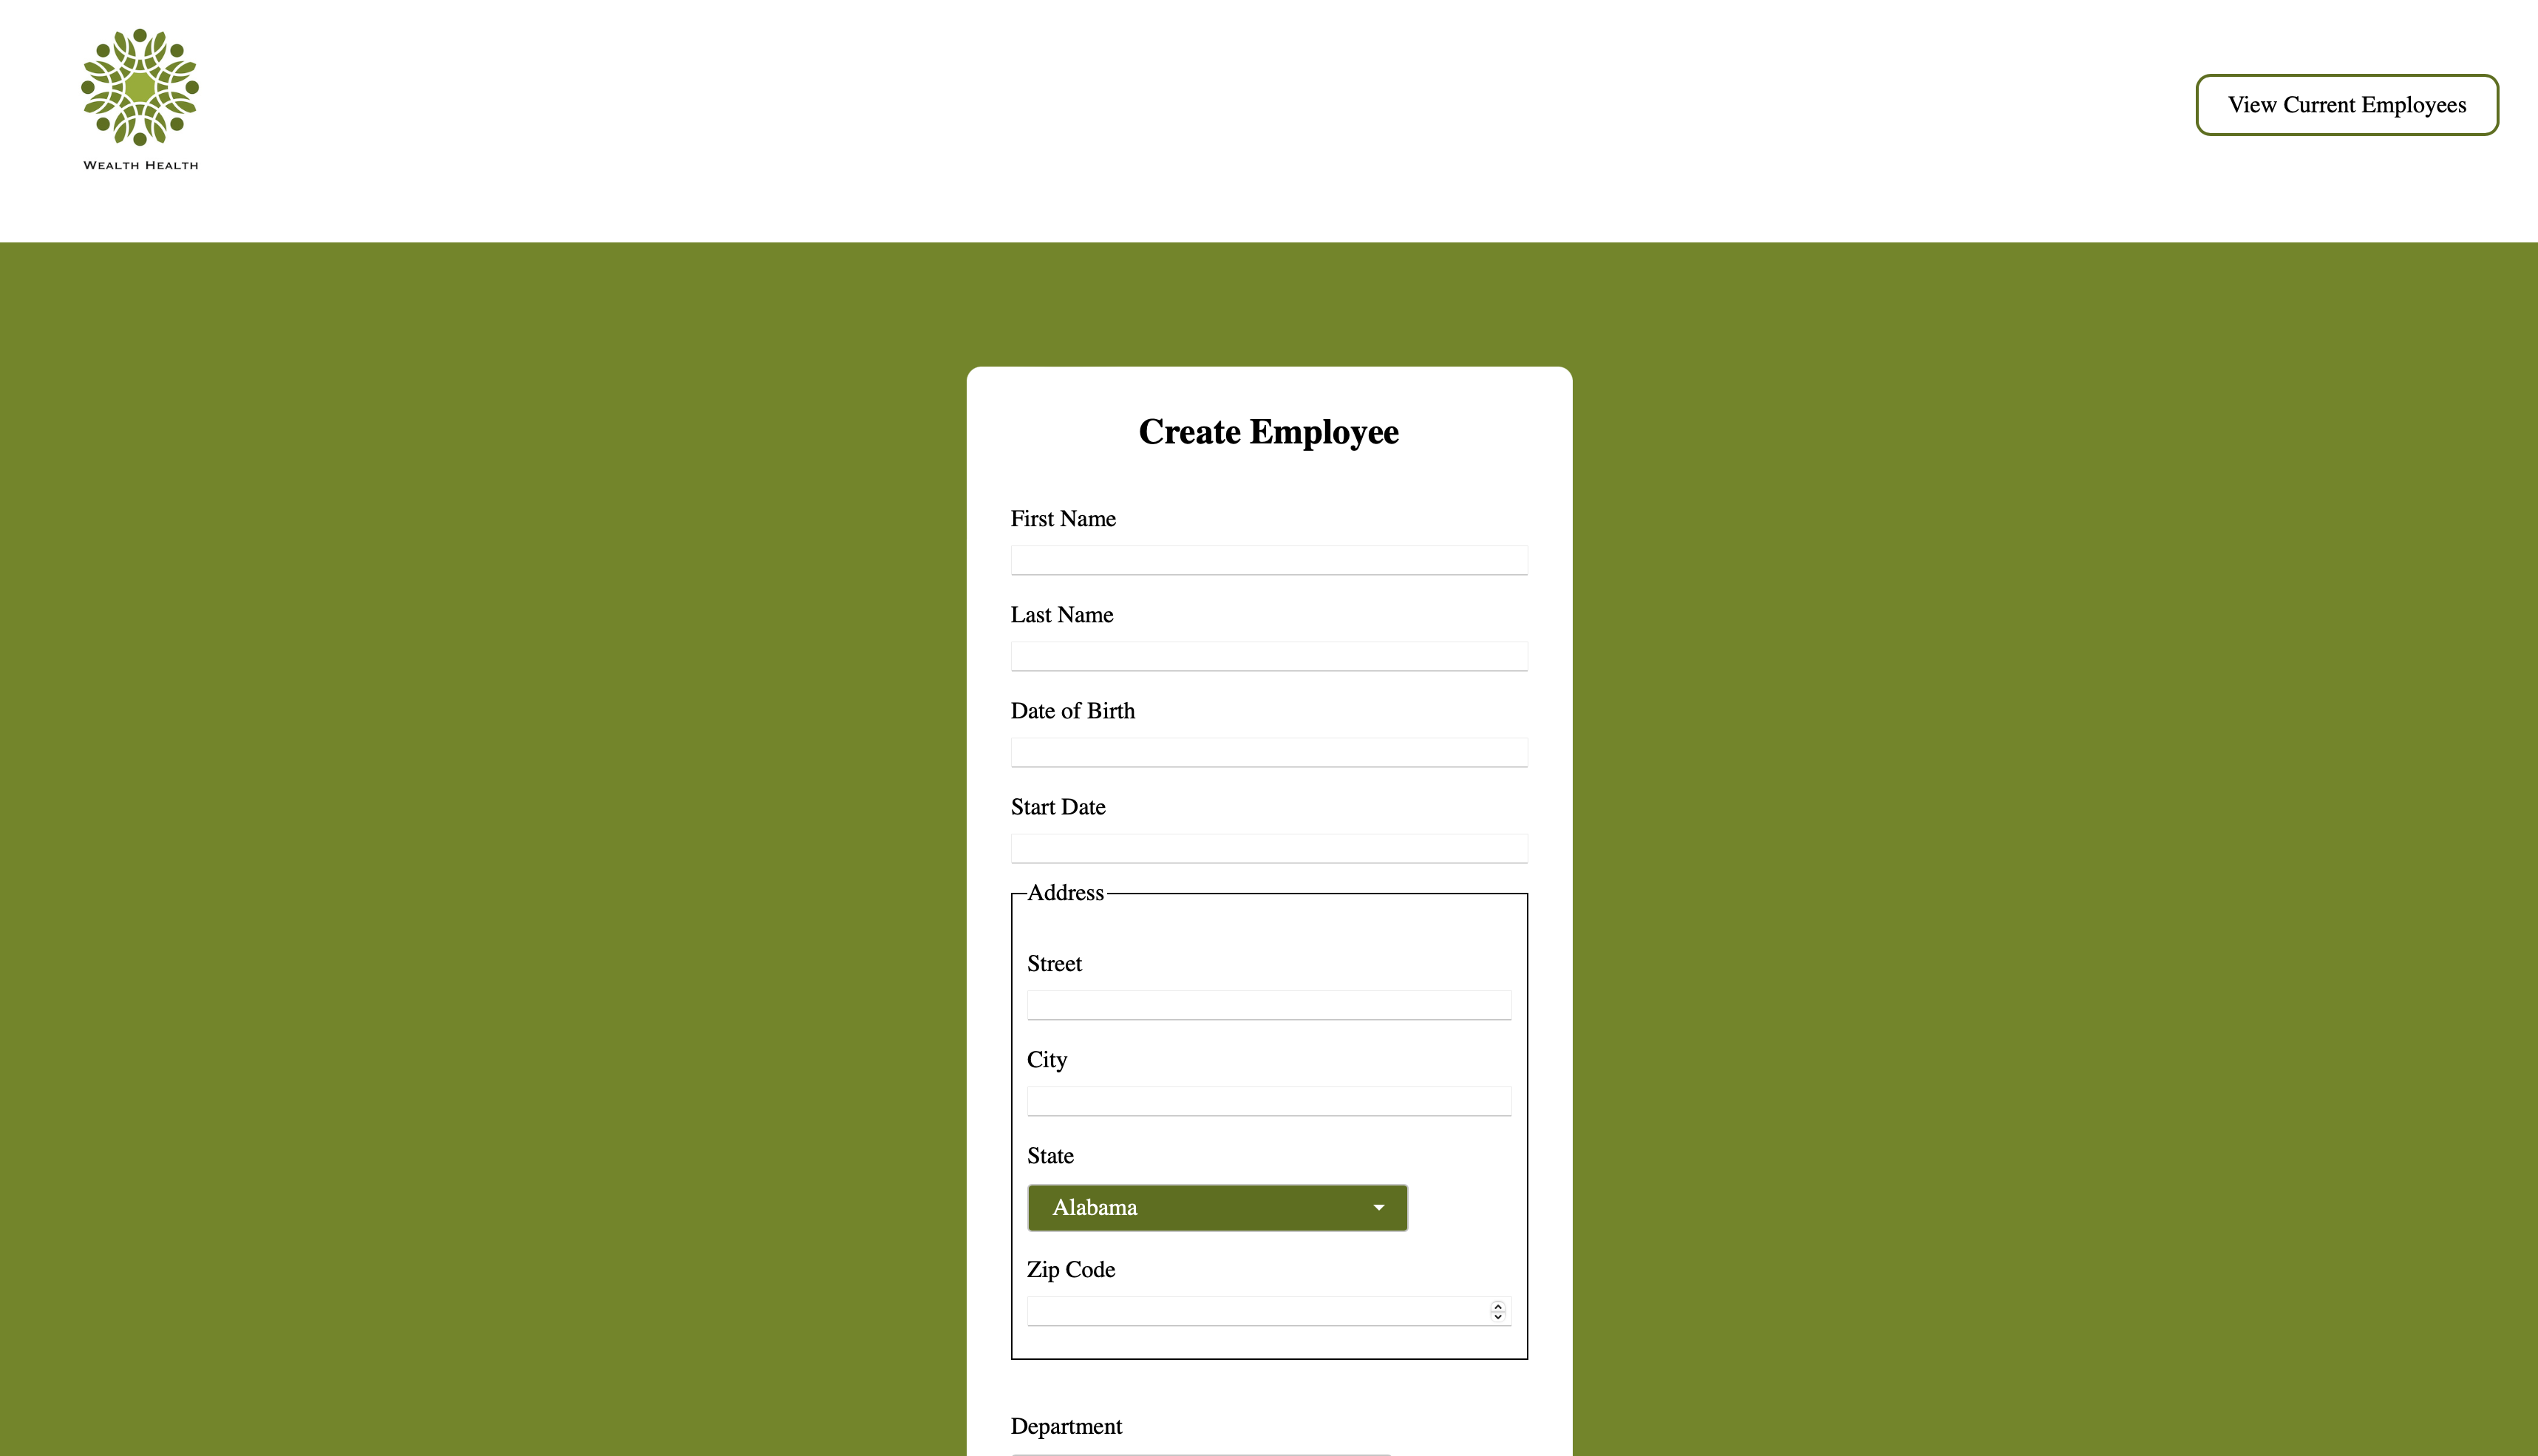 WEALTH HEALTH
View Current Employees
Create Employee
First Name
Last Name
Date of Birth
Start Date
Address
Street
City
State
Alabama
Zip Code
Department